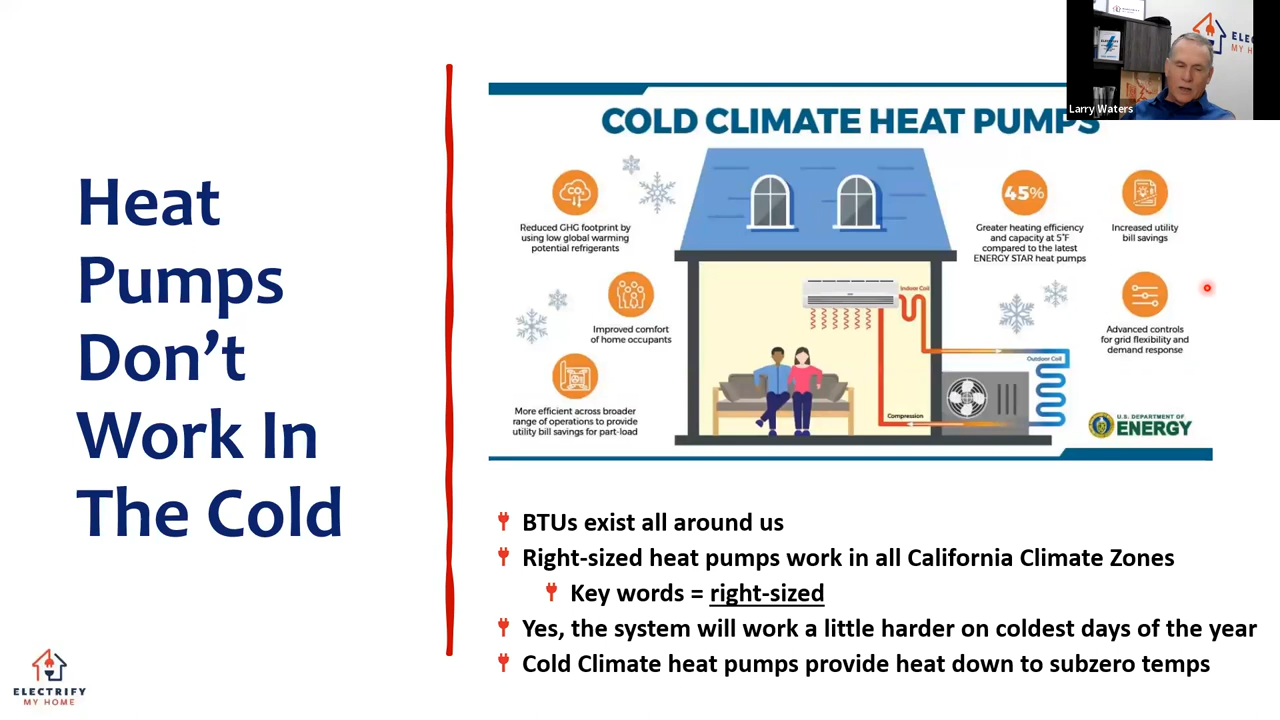 Heat
Pumps
Don’t
Work In
The Cold
COLD CLIMATE HEAT PUMPS
CO₂
Reduced GHG footprint by
using low global warming
potential refrigerants
Improved comfort
of home occupants
More efficient across broader
range of operations to provide
utility bill savings for part-load
45%
Greater heating efficiency
and capacity at 5°F
compared to the latest
ENERGY STAR heat pumps
Increased utility
bill savings
Advanced controls
for grid flexibility and
demand response
Indoor Coil
Outdoor Coil
Compression
U.S. DEPARTMENT OF
ENERGY
BTUs exist all around us
Right-sized heat pumps work in all California Climate Zones
Key words = right-sized
Yes, the system will work a little harder on coldest days of the year
Cold Climate heat pumps provide heat down to subzero temps
ELECTRIFY
MY HOME
Larry Waters